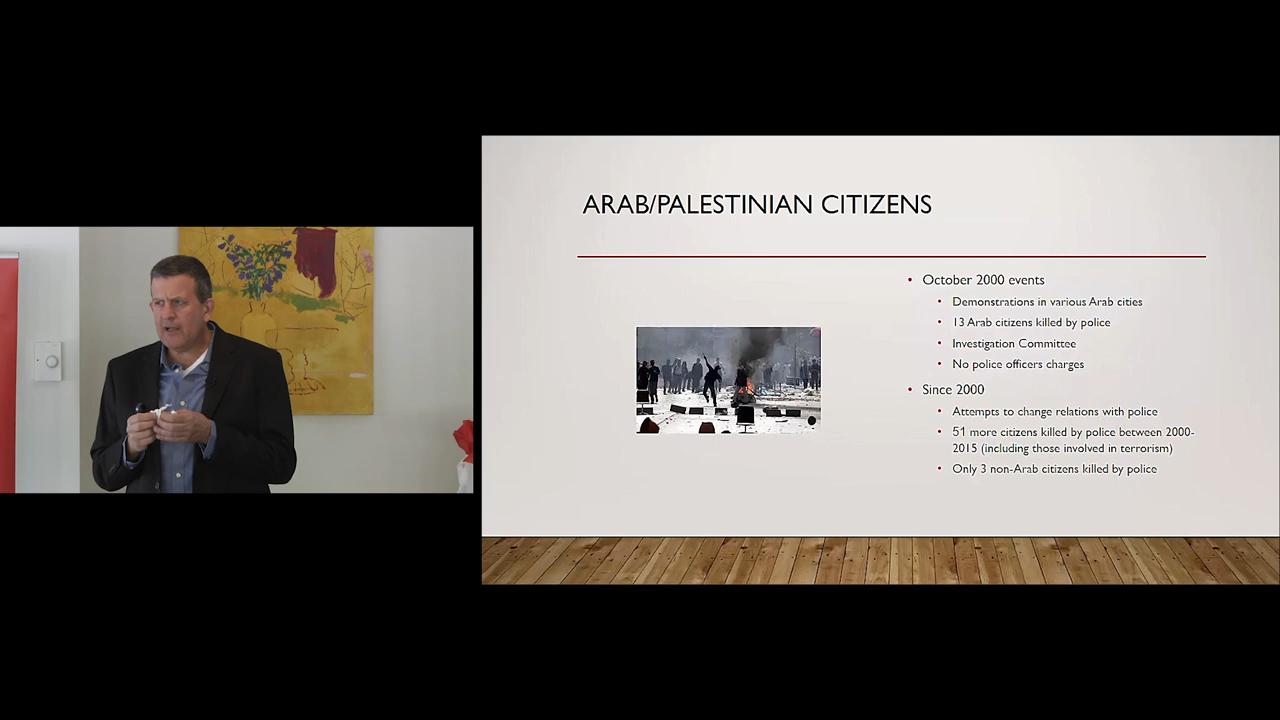 ARAB/PALESTINIAN CITIZENS
• October 2000 events
• Demonstrations in various Arab cities
• 13 Arab citizens killed by police
• Investigation Committee
• No police officers charges
• Since 2000
• Attempts to change relations with police
• 51 more citizens killed by police between 2000-
2015 (including those involved in terrorism)
• Only 3 non-Arab citizens killed by police